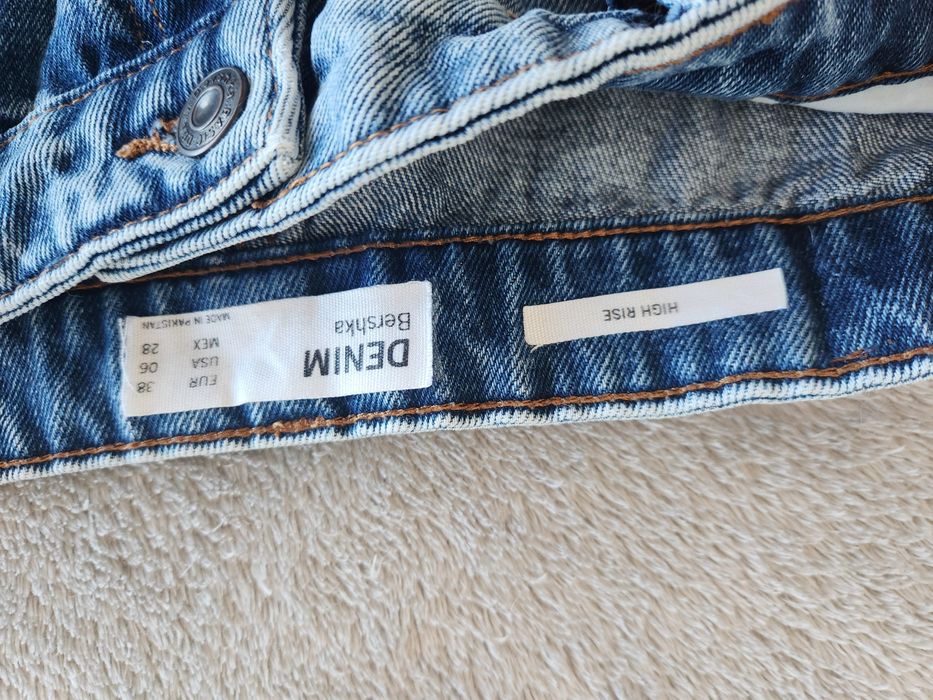 DENIM
Bershka
EUR 38
USA 06
MEX 28
MADE IN PAKISTAN
HIGH RISE